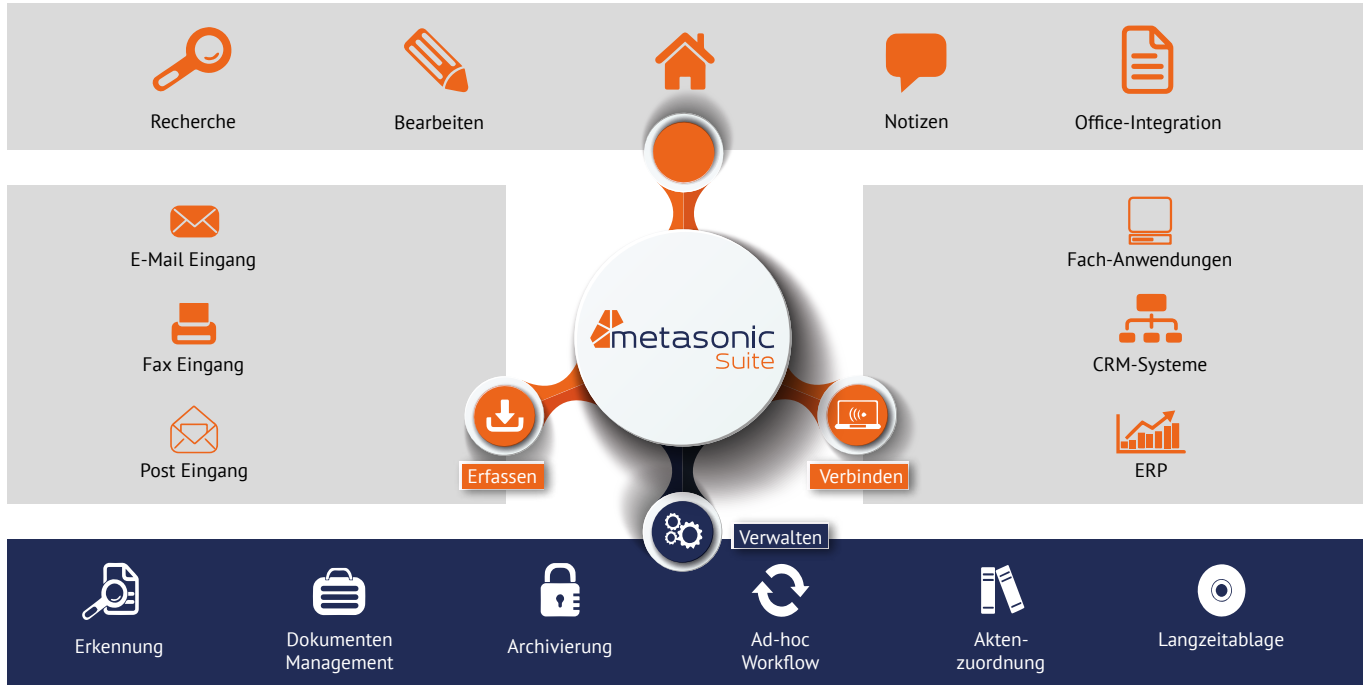 Recherche
Bearbeiten
Notizen
Office-Integration
E-Mail Eingang
Fax Eingang
Post Eingang
metasonic
Suite
Fach-Anwendungen
CRM-Systeme
ERP
Erfassen
Verbinden
Verwalten
Erkennung
Dokumenten
Management
Archivierung
Ad-hoc
Workflow
Akten-
zuordnung
Langzeitablage